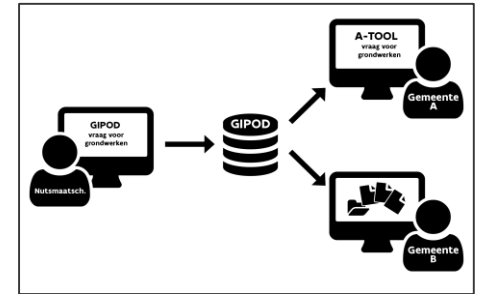 GIPOD
vraag voor
grondwerken
Nutsmaatsch.
GIPOD
A-TOOL
vraag voor
grondwerken
Gemeente
A
Gemeente
B